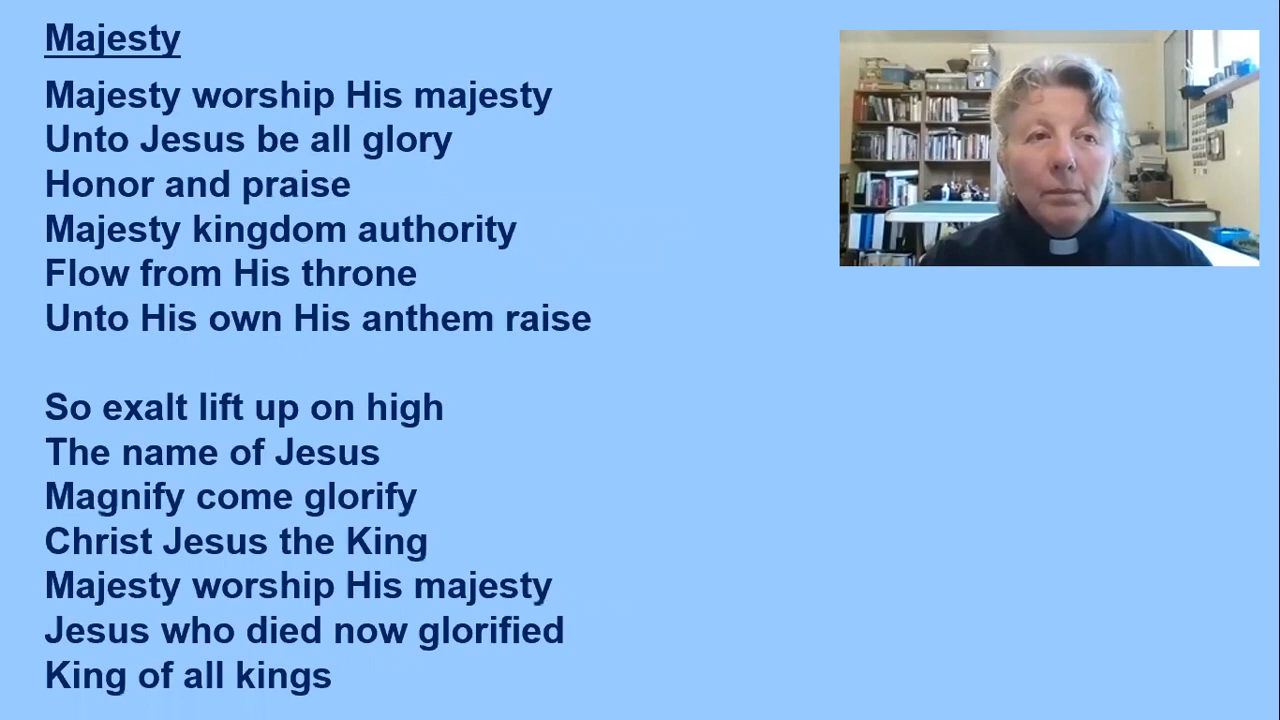 Majesty
Majesty worship His majesty
Unto Jesus be all glory
Honor and praise
Majesty kingdom authority
Flow from His throne
Unto His own His anthem raise
So exalt lift up on high
The name of Jesus
Magnify come glorify
Christ Jesus the King
Majesty worship His majesty
Jesus who died now glorified
King of all kings